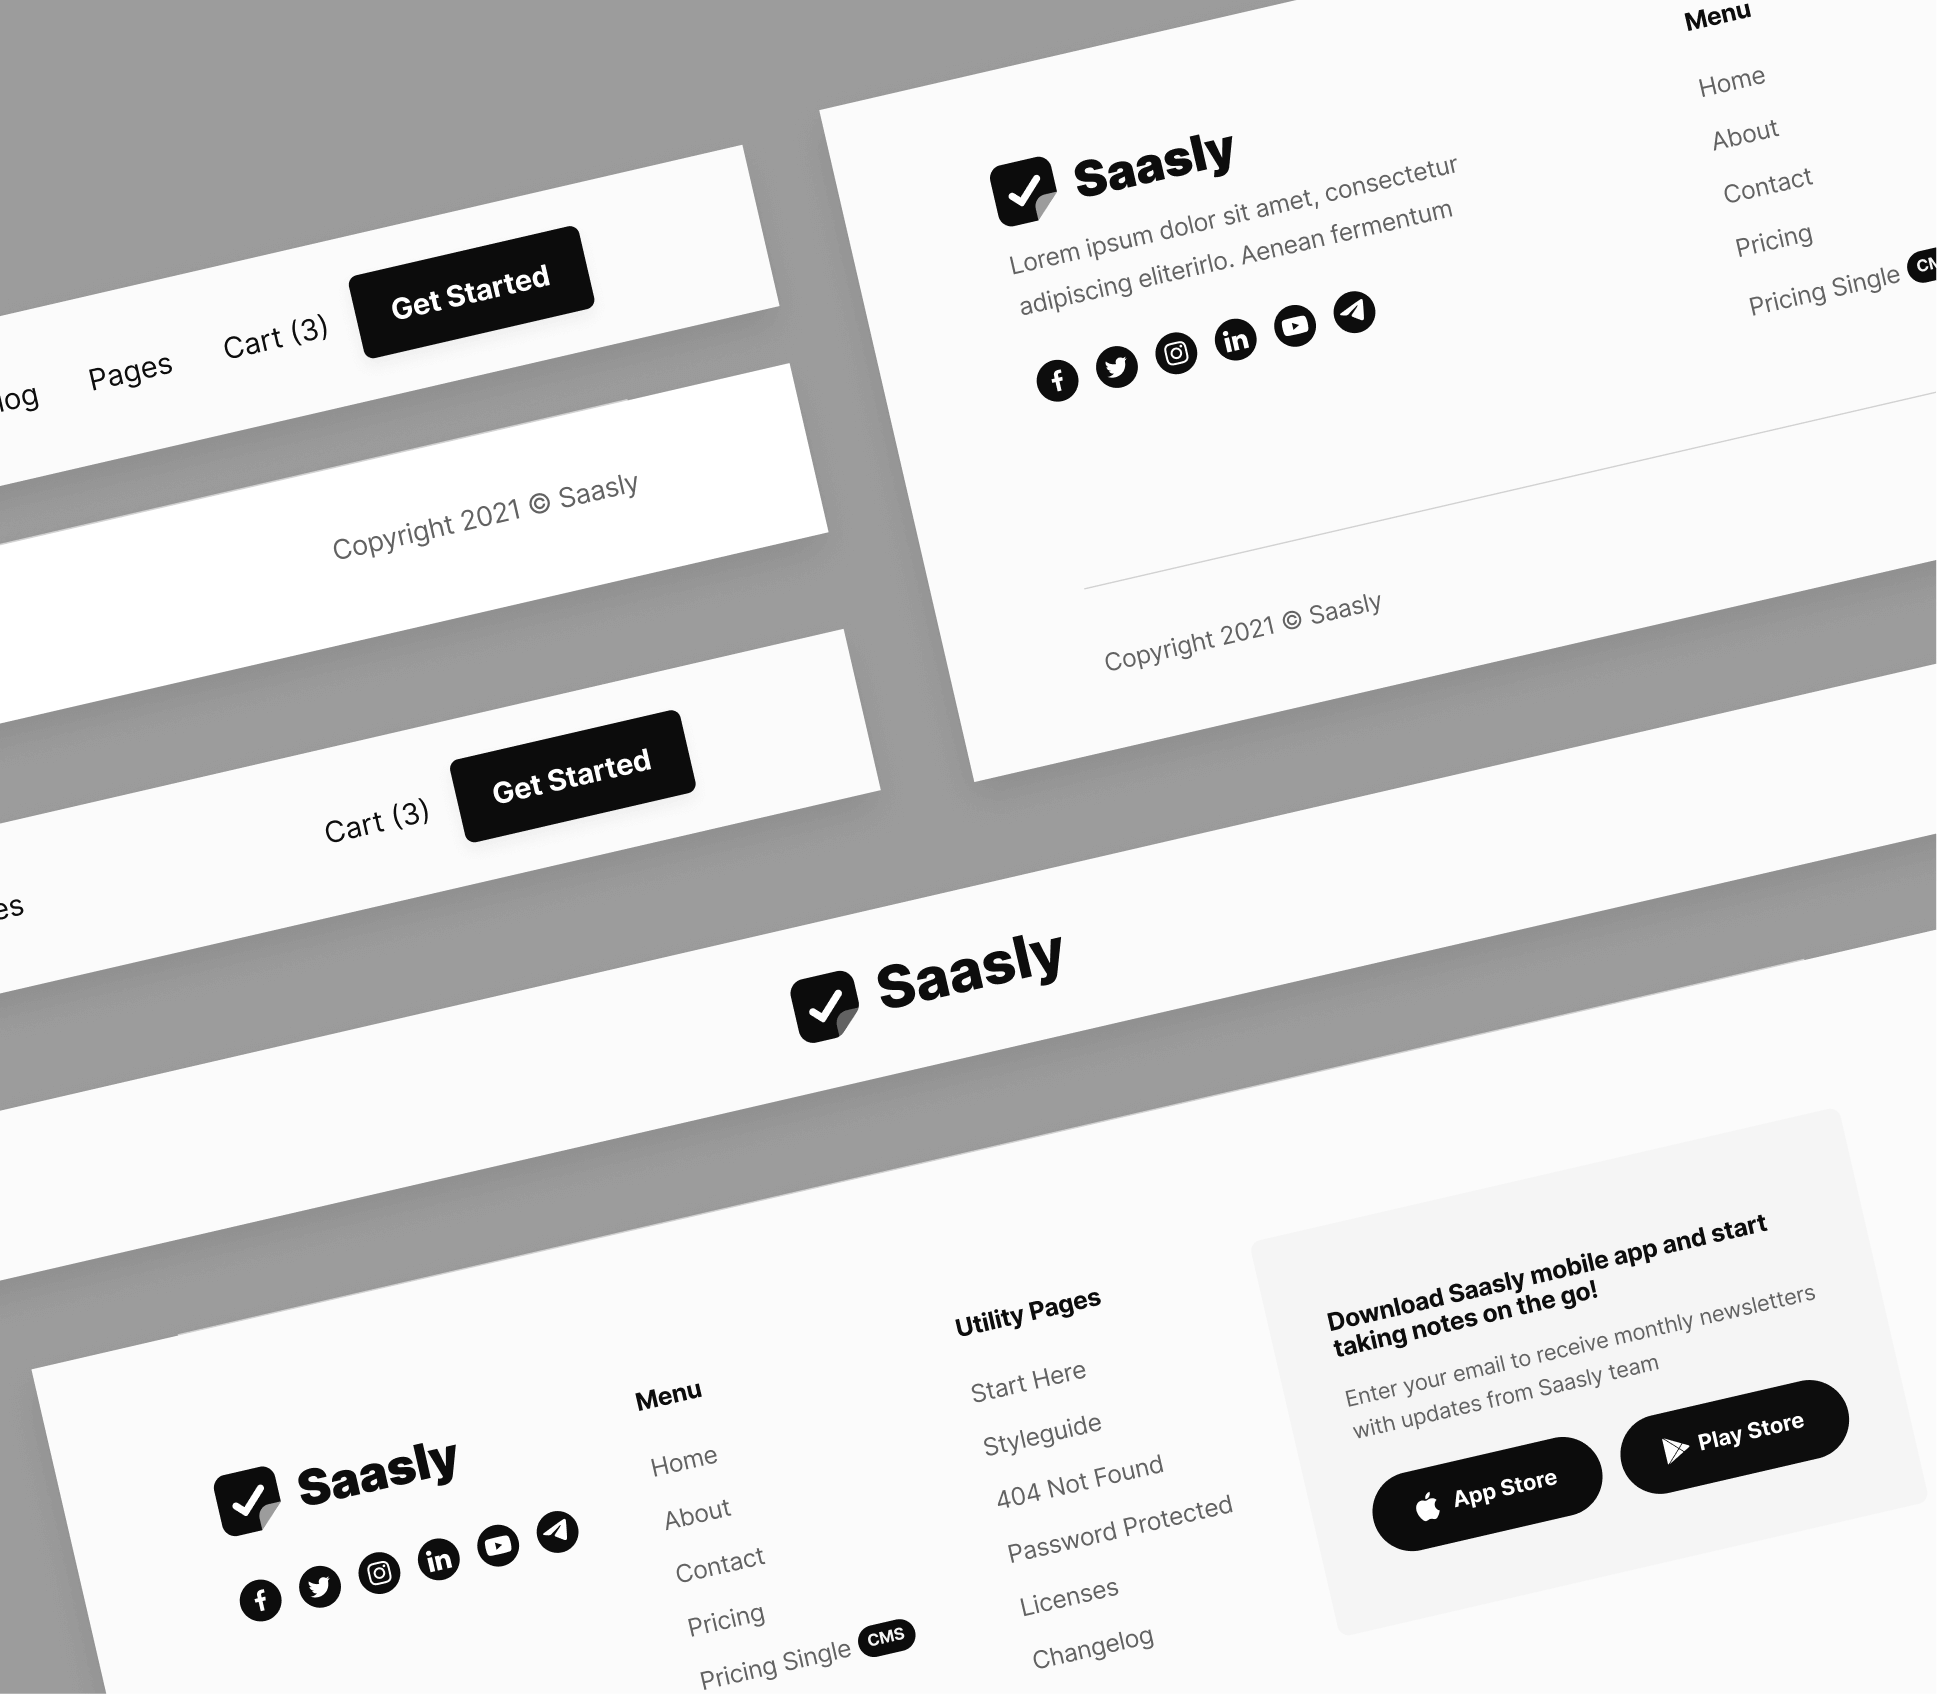 log
Pages
Cart (3)
Get Started
Copyright 2021 © Saasly
Cart (3)
Get Started
Saasly
Lorem ipsum dolor sit amet, consectetur
adipiscing eliterirlo. Aenean fermentum
Menu
Home
About
Contact
Pricing
Pricing Single
Copyright 2021 © Saasly
Saasly
Saasly
Menu
Home
About
Contact
Pricing
Pricing Single CMS
Utility Pages
Start Here
Styleguide
404 Not Found
Password Protected
Licenses
Changelog
Download Saasly mobile app and start
taking notes on the go!
Enter your email to receive monthly newsletters
with updates from Saasly team
App Store
Play Store